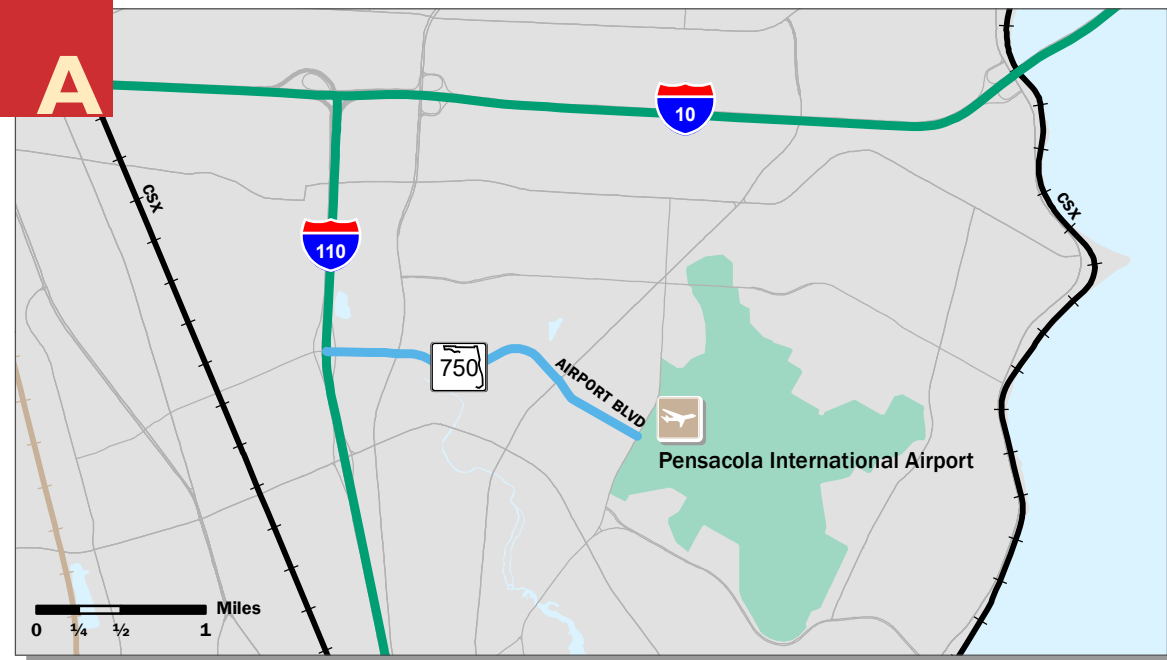 A
10
CSX
CSX
110
750
AIRPORT BLVD
Pensacola International Airport
Miles
0 ¼ ½ 1